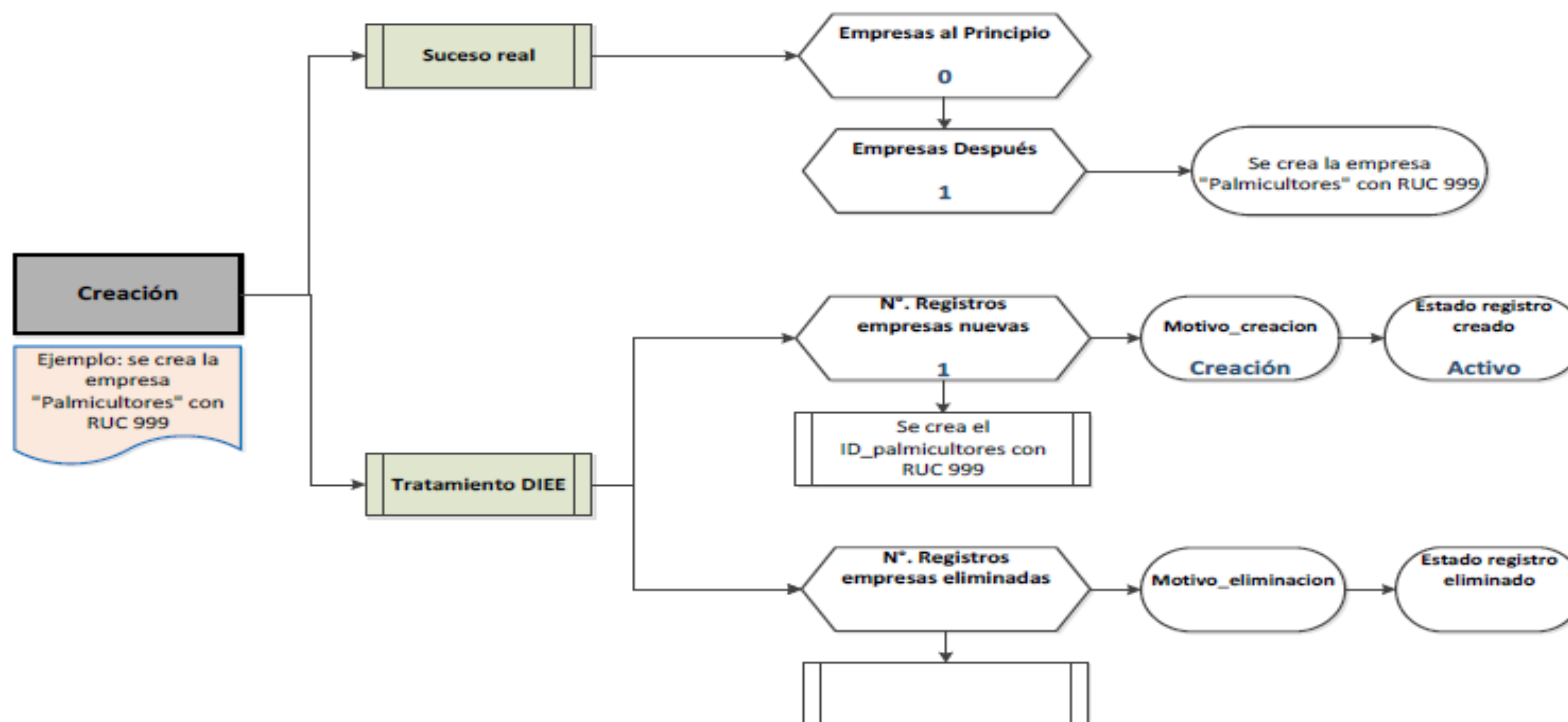 Suceso real
Empresas al Principio
0
Empresas Después
1
Se crea la empresa
"Palmicultores" con RUC 999
Creación
Ejemplo: se crea la
empresa
"Palmicultores" con
RUC 999
N°. Registros
empresas nuevas
1
Motivo_creacion
Creación
Estado registro
creado
Activo
Se crea el
ID_palmicultores con
RUC 999
Tratamiento DIEE
N°. Registros
empresas eliminadas
Motivo_eliminacion
Estado registro
eliminado